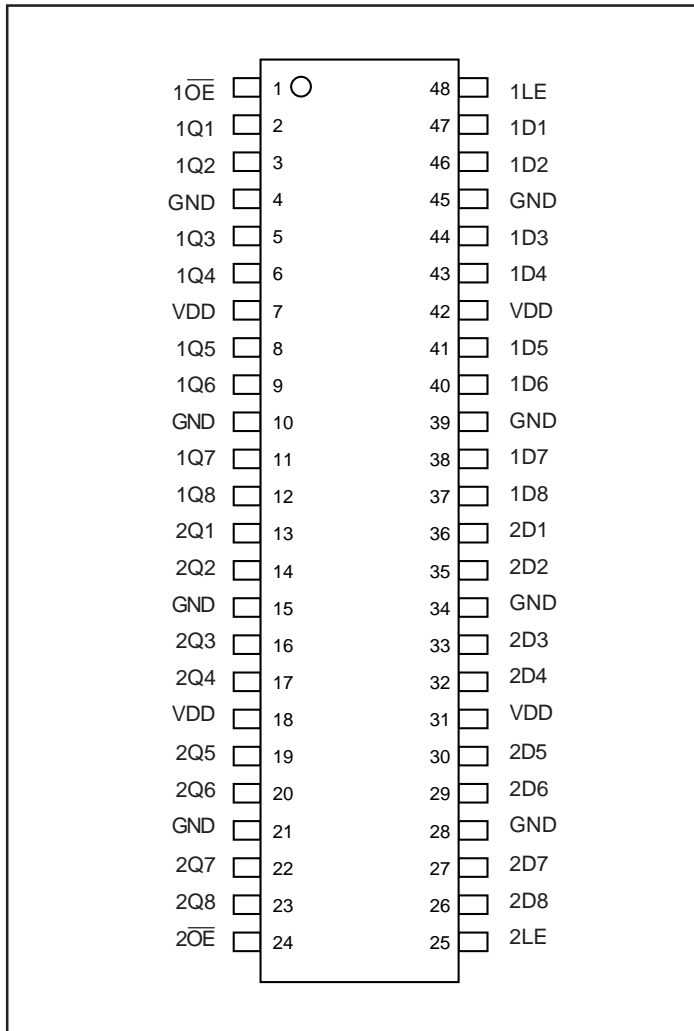 1O̅E̅ 1 48 1LE
1Q1 2 47 1D1
1Q2 3 46 1D2
GND 4 45 GND
1Q3 5 44 1D3
1Q4 6 43 1D4
VDD 7 42 VDD
1Q5 8 41 1D5
1Q6 9 40 1D6
GND 10 39 GND
1Q7 11 38 1D7
1Q8 12 37 1D8
2Q1 13 36 2D1
2Q2 14 35 2D2
GND 15 34 GND
2Q3 16 33 2D3
2Q4 17 32 2D4
VDD 18 31 VDD
2Q5 19 30 2D5
2Q6 20 29 2D6
GND 21 28 GND
2Q7 22 27 2D7
2Q8 23 26 2D8
2O̅E̅ 24 25 2LE